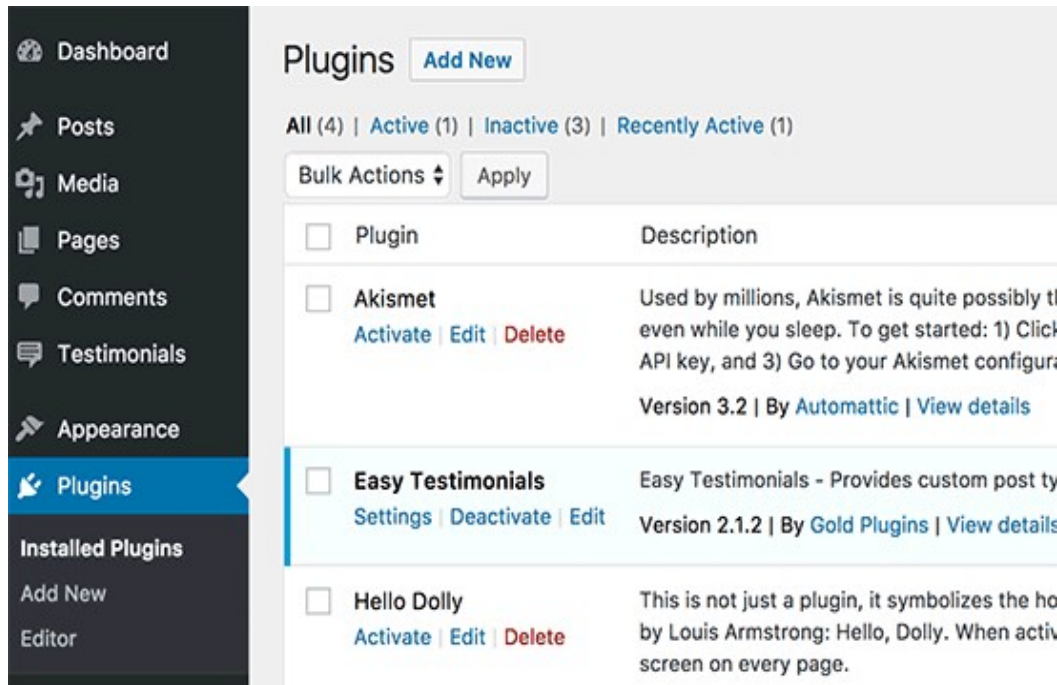 Dashboard
Posts
Media
Pages
Comments
Testimonials
Appearance
Plugins
Installed Plugins
Add New
Editor
Plugins Add New
All (4) | Active (1) | Inactive (3) | Recently Active (1)
Bulk Actions Apply
Plugin Description
Akismet
Activate | Edit | Delete
Used by millions, Akismet is quite possibly
even while you sleep. To get started: 1)
API key, and 3) Go to your Akismet
Version 3.2 | By Automattic | View details
Easy Testimonials
Settings | Deactivate | Edit
Easy Testimonials - Provides custom post
Version 2.1.2 | By Gold Plugins | View details
Hello Dolly
Activate | Edit | Delete
This is not just a plugin, it symbolizes the
by Louis Armstrong: Hello, Dolly. When
screen on every page.